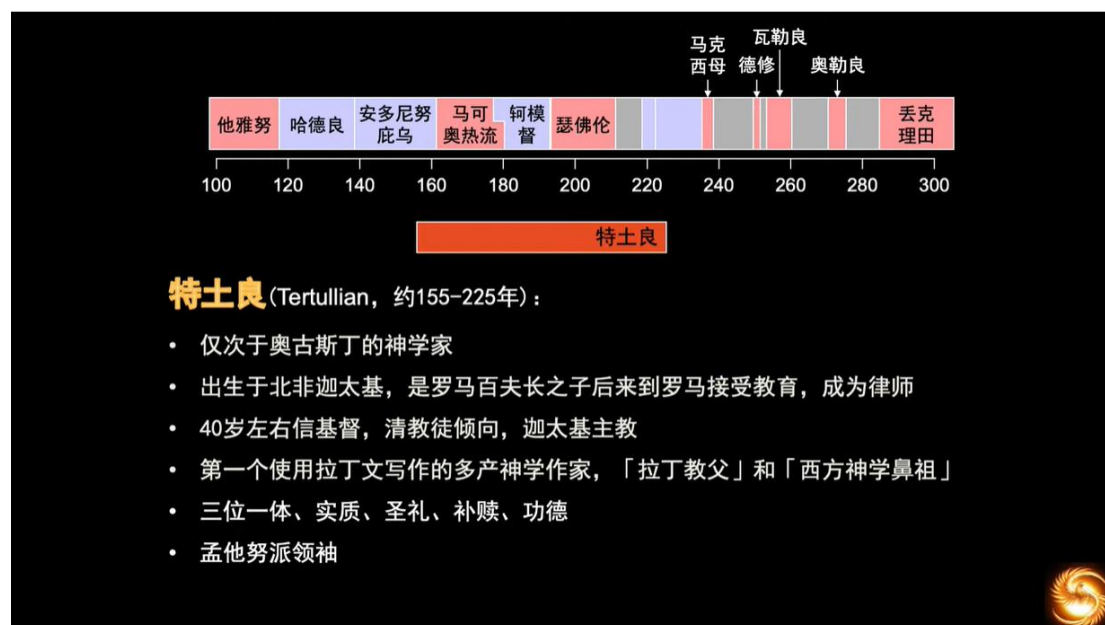 马克
西母
德修
瓦勒良
奥勒良
他雅努
哈德良
安多尼努
庇乌
马可
奥热流
轲模
督
瑟佛伦
丢克
理田
100 120 140 160 180 200 220 240 260 280 300
特土良
特土良(Tertullian，约155-225年)：
• 仅次于奥古斯丁的神学家
• 出生于北非迦太基，是罗马百夫长之子后来到罗马接受教育，成为律师
• 40岁左右信基督，清教徒倾向，迦太基主教
• 第一个使用拉丁文写作的多产神学作家，「拉丁教父」和「西方神学鼻祖」
• 三位一体、实质、圣礼、补赎、功德
• 孟他努派领袖